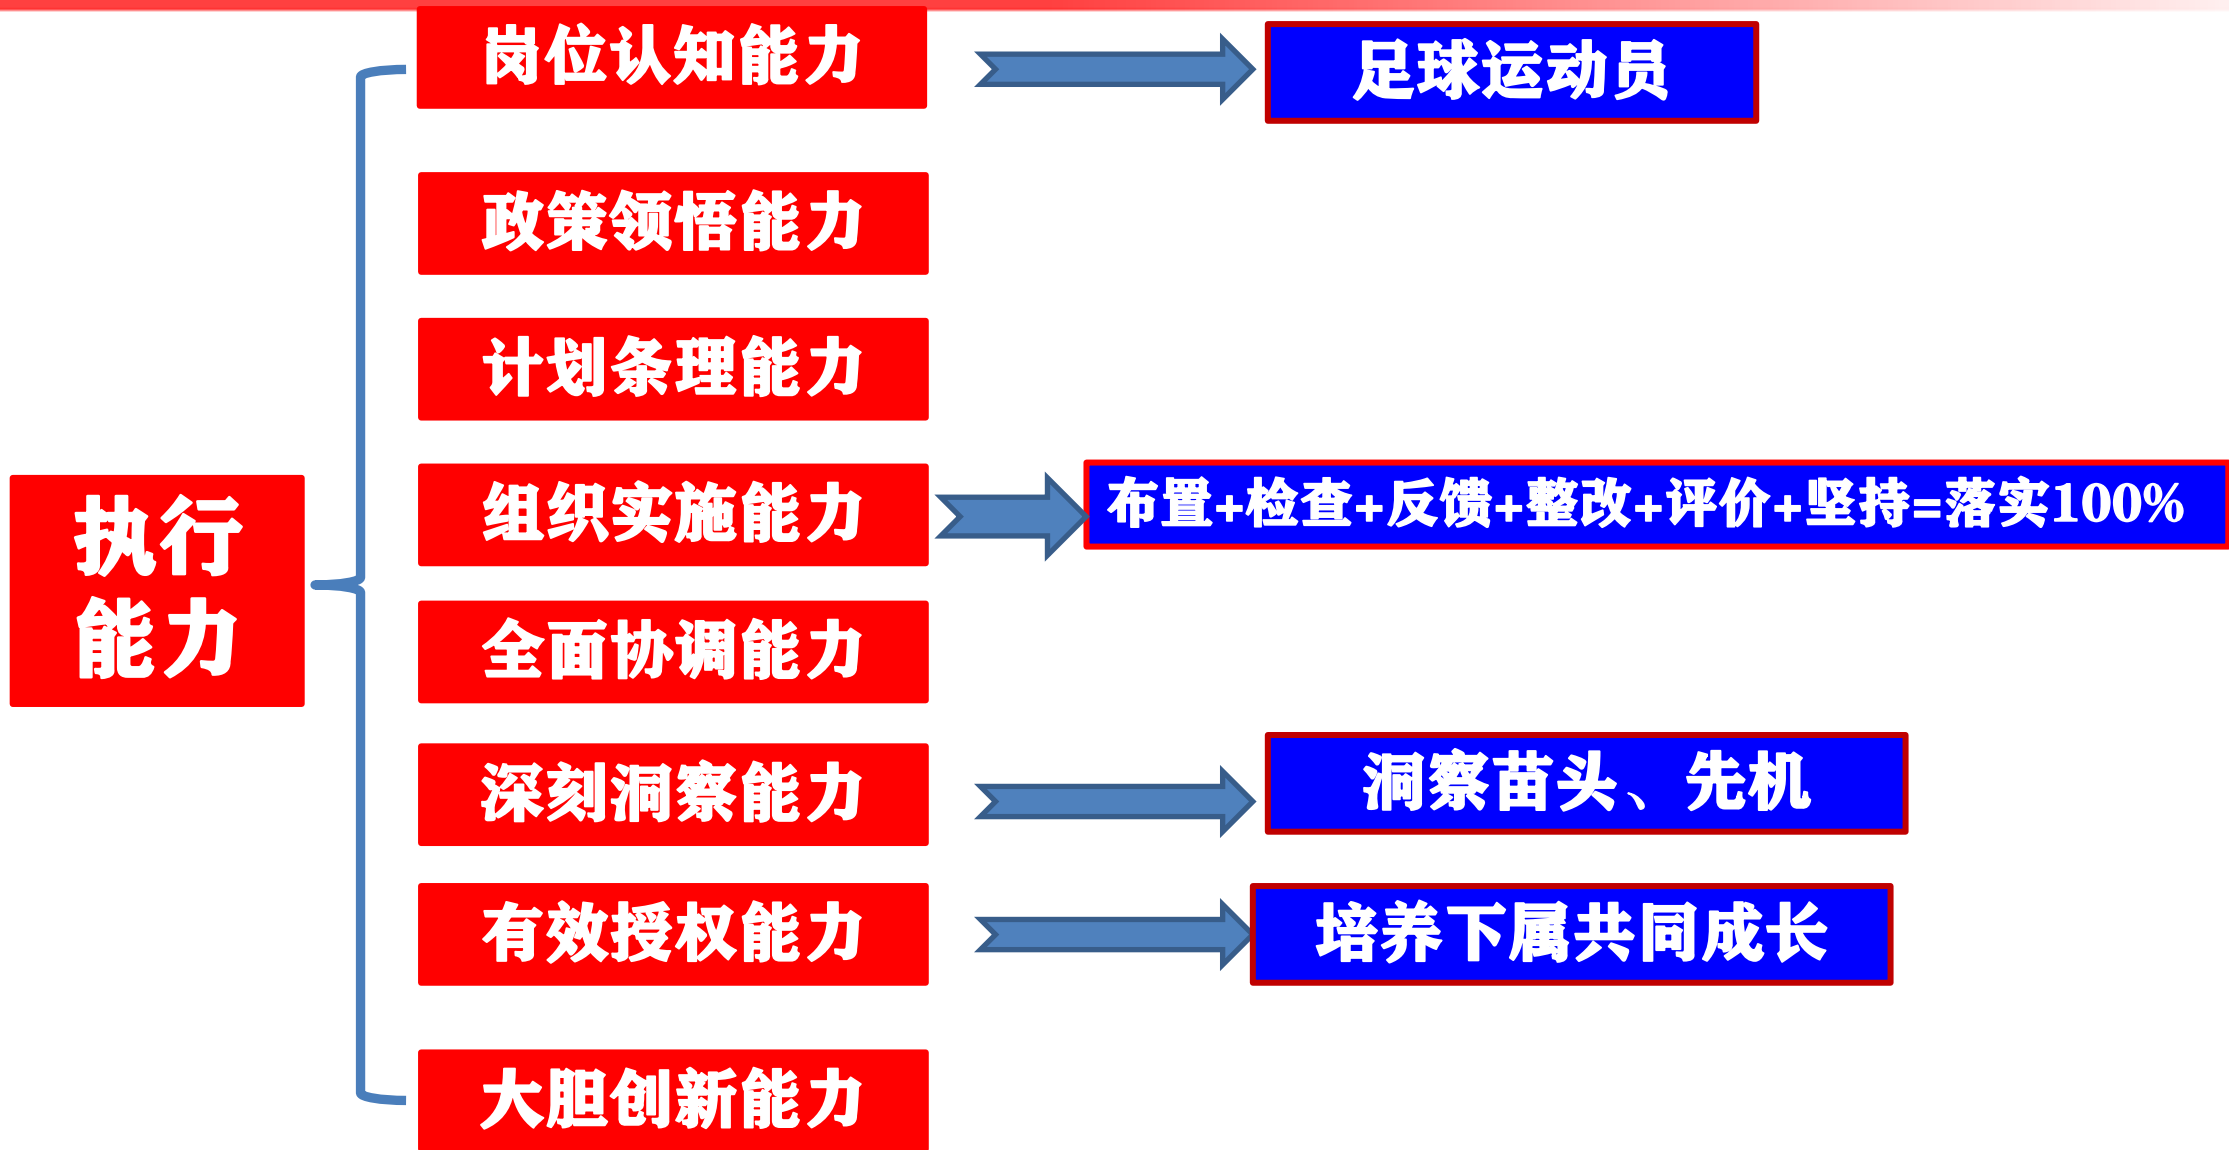 岗位认知能力
足球运动员
政策领悟能力
计划条理能力
组织实施能力
布置+检查+反馈+整改+评价+坚持=落实100%
执行
能力
全面协调能力
深刻洞察能力
洞察苗头、先机
有效授权能力
培养下属共同成长
大胆创新能力